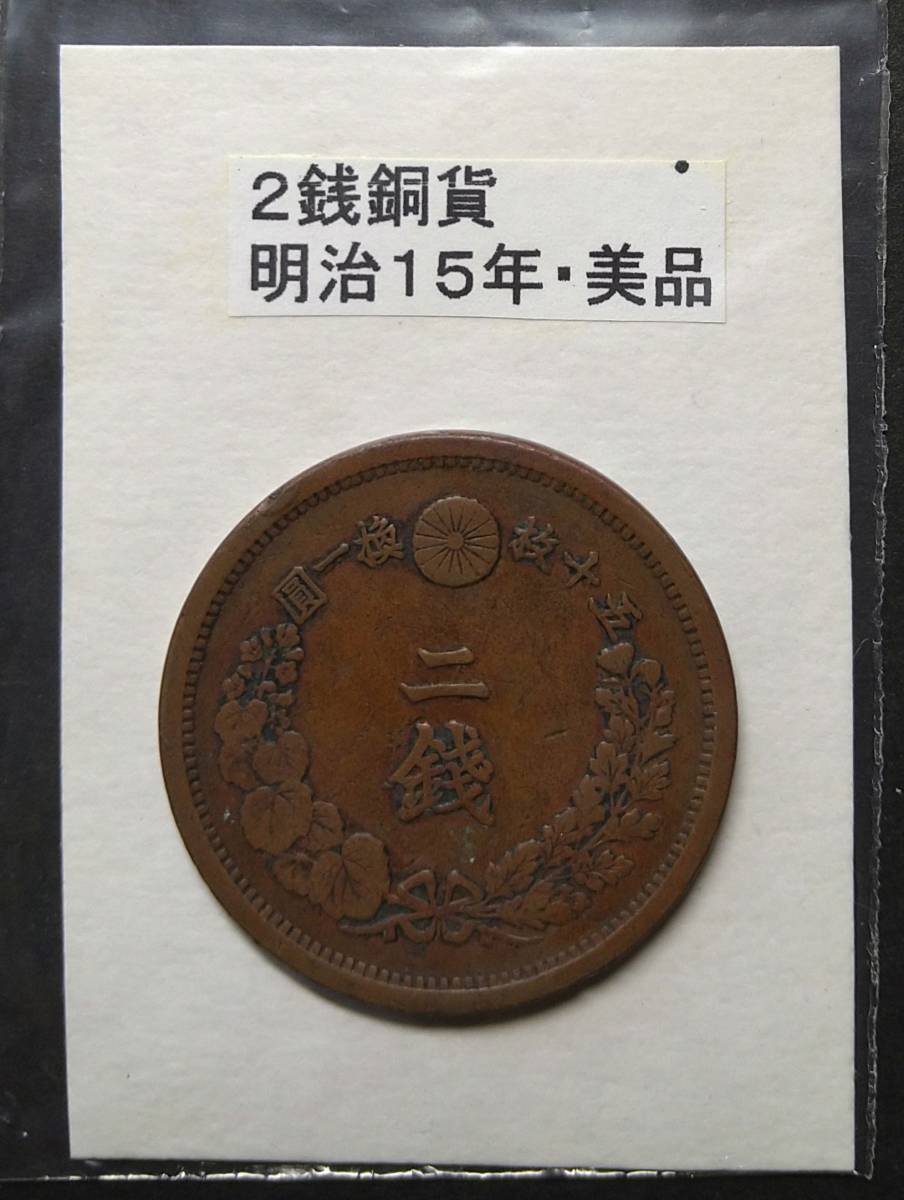 ２銭銅貨
明治１５年・美品
五十枚換一圓
二
錢